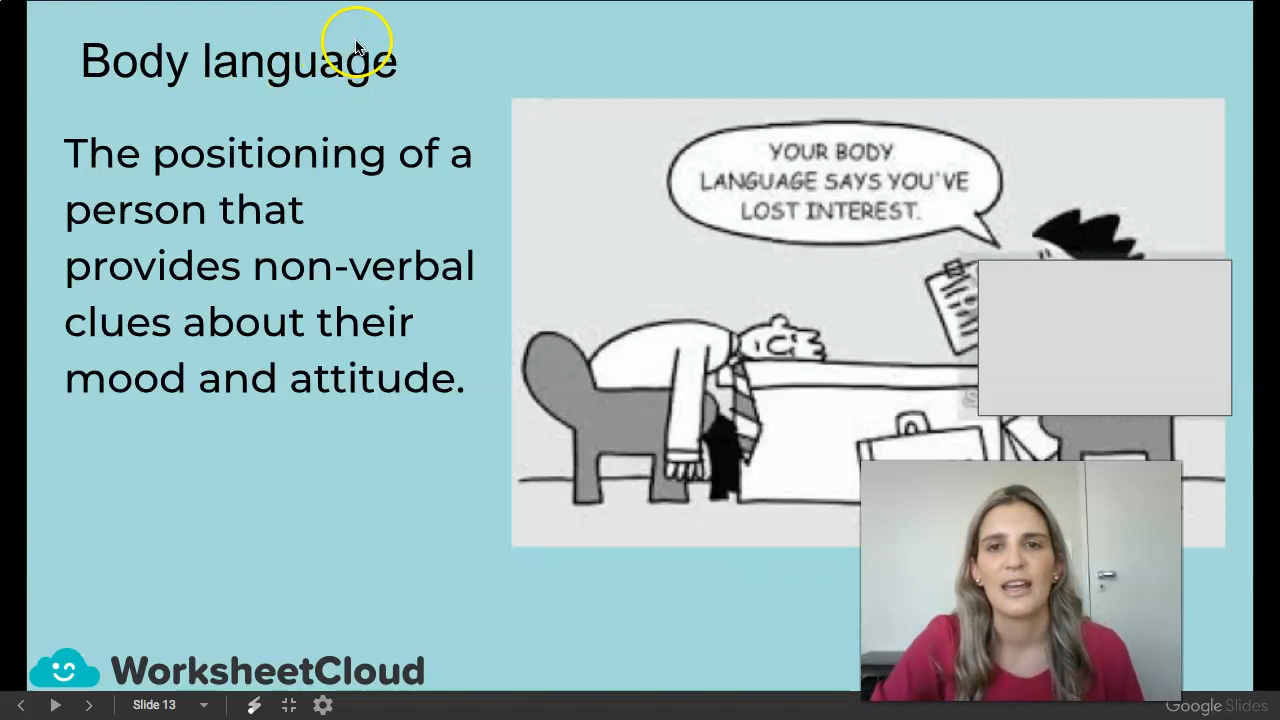 Body language
The positioning of a
person that
provides non-verbal
clues about their
mood and attitude.
YOUR BODY
LANGUAGE SAYS YOU'VE
LOST INTEREST.
WorksheetCloud
Slide 13
Google Slides